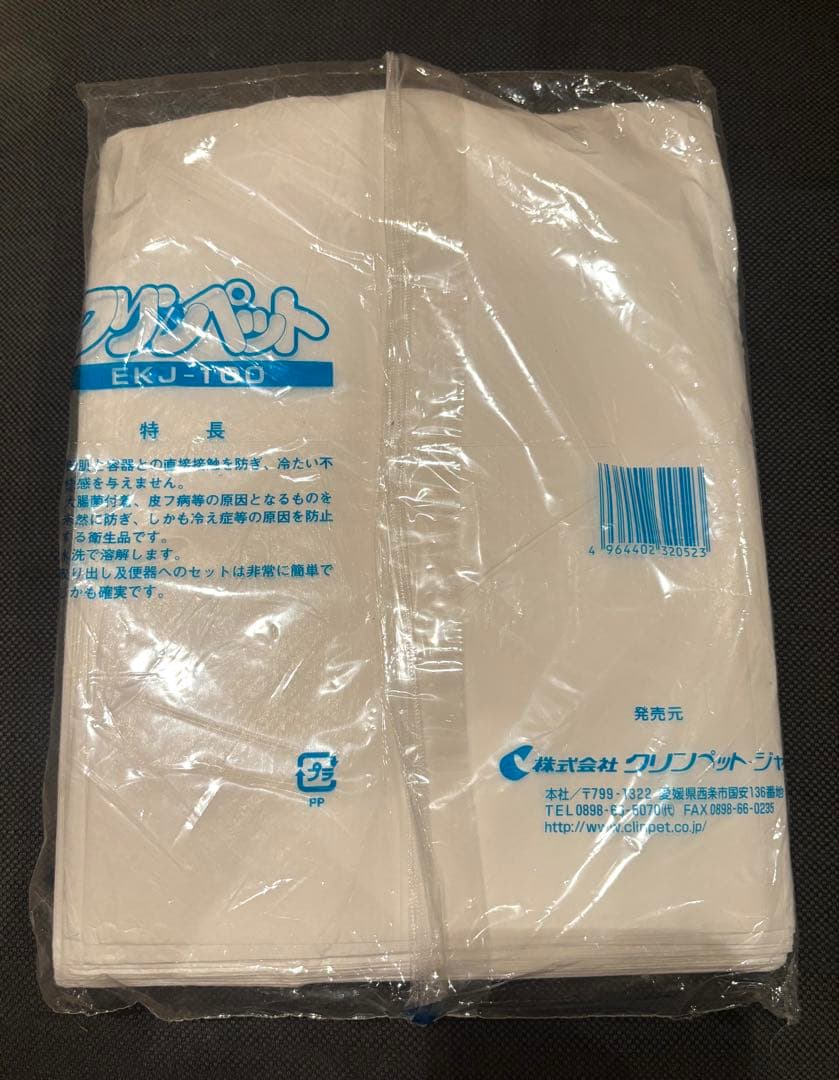 クリンペット
EKJ-100
特 長
肌と容器との直接接触を防ぎ、冷たい不
感を与えません。
腸菌付着、皮フ病等の原因となるものを
然に防ぎ、しかも冷え症等の原因を防止
する衛生品です。
洗で溶解します。
り出し及便器へのセットは非常に簡単で
かも確実です。
プラ
PP
4 964402 320523
発売元
株式会社 クリンペット・ジャ
本社/〒799-1322 愛媛県西条市国安136番地
TEL0898-66-5070(代) FAX0898-66-0235
http://www.clinpet.co.jp/